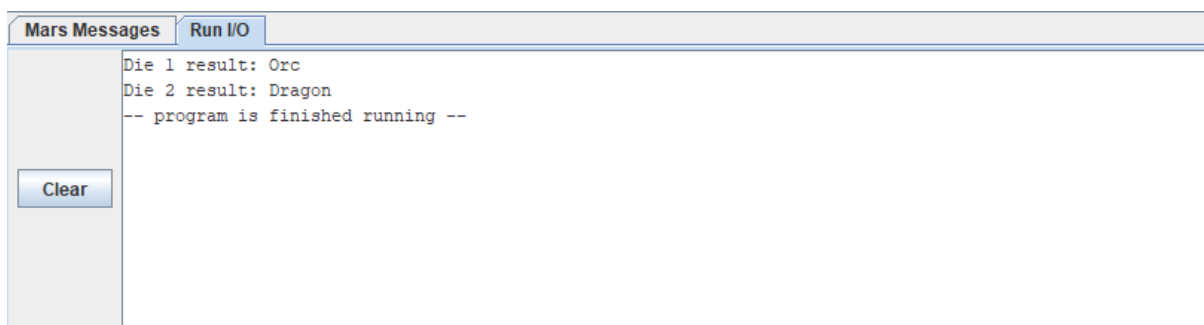 Mars Messages Run I/O
Die 1 result: Orc
Die 2 result: Dragon
-- program is finished running --
Clear